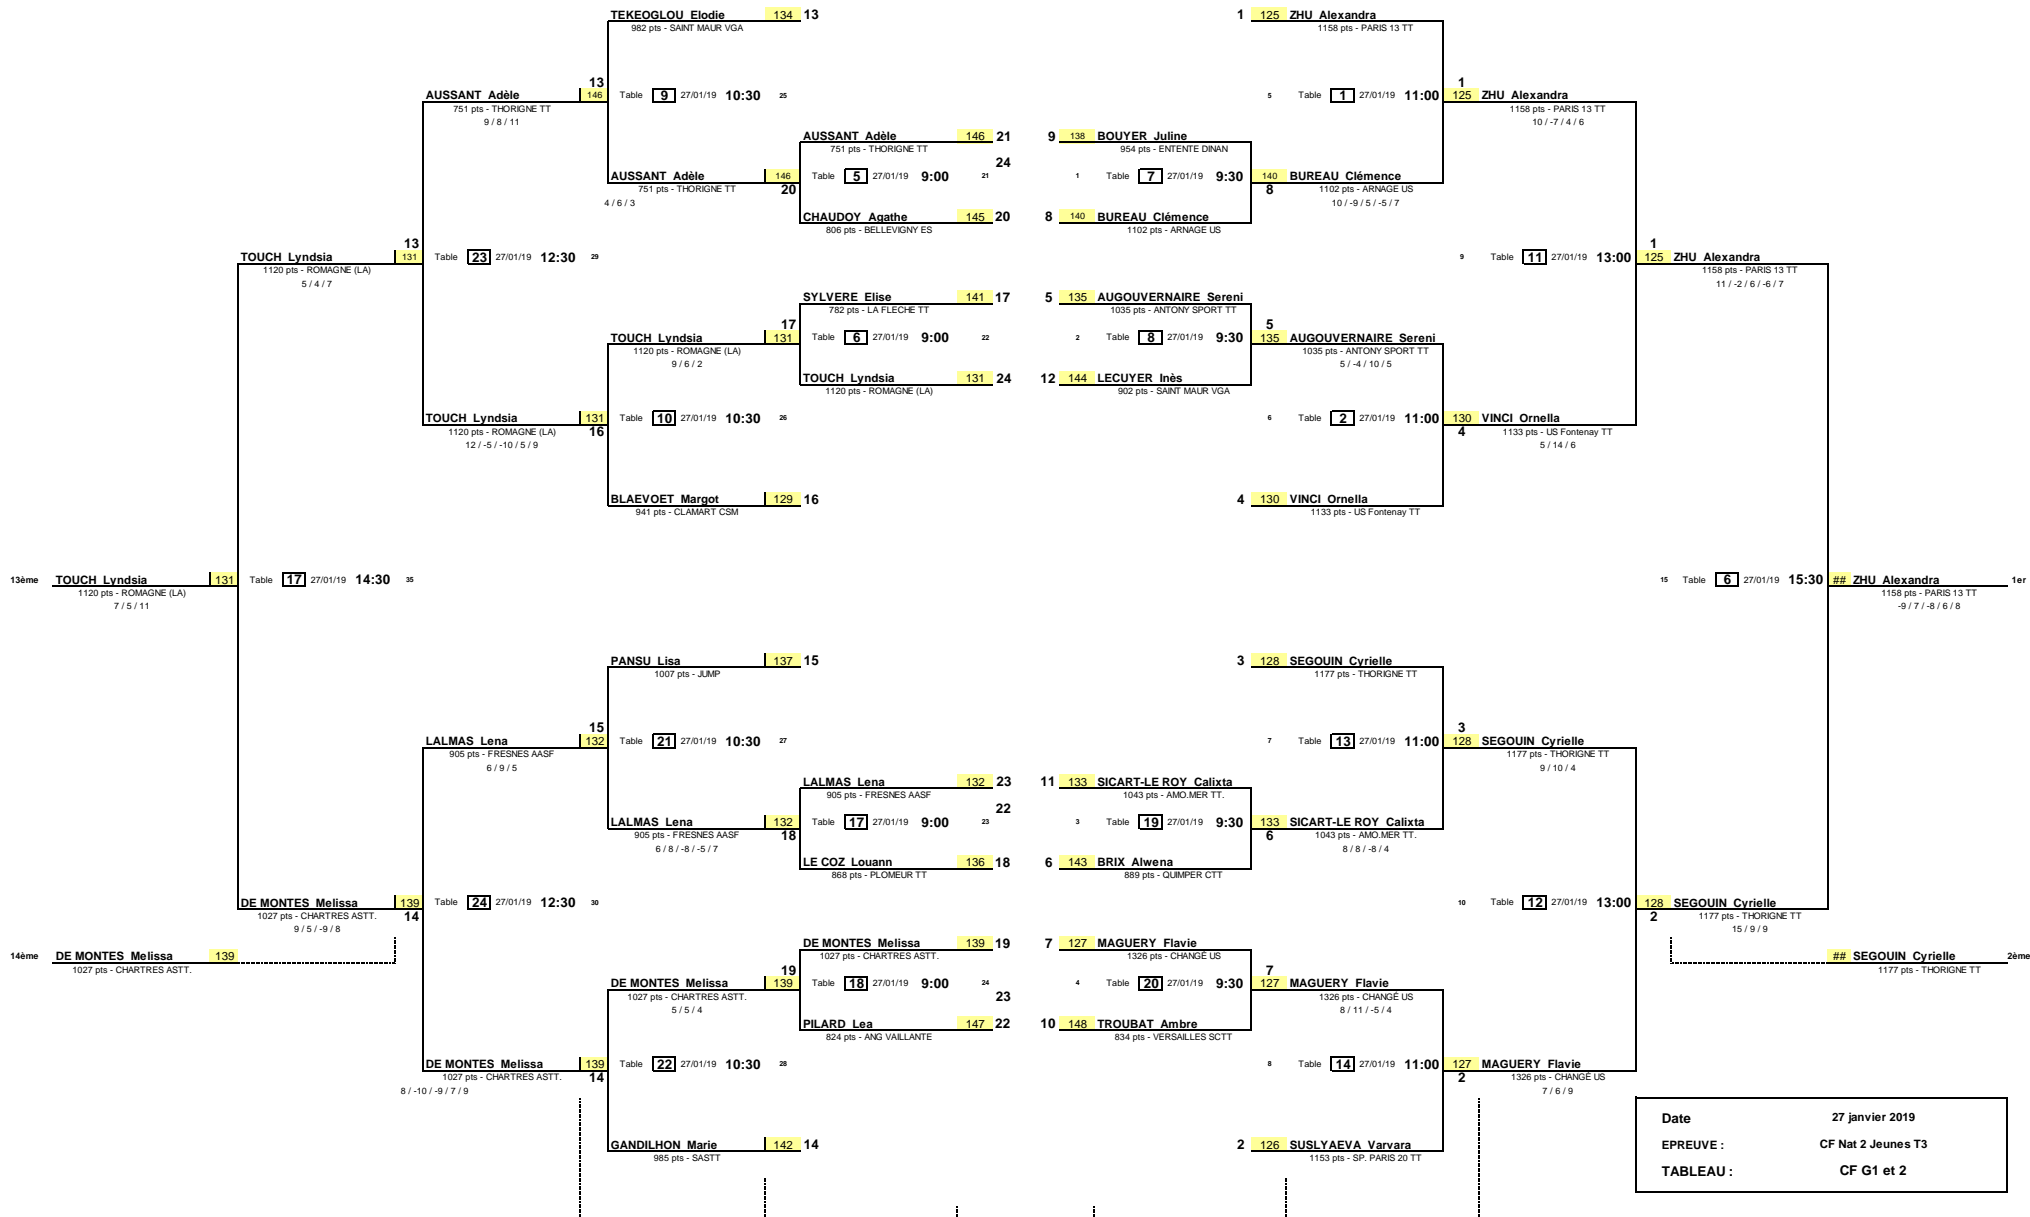 TEKEOGLOU Elodie 134 13 1 125 ZHU Alexandra
982 pts - SAINT MAUR VGA 1158 pts - PARIS 13 TT
13 1
AUSSANT Adèle 146 Table 9 27/01/19 10:30 25 5 Table 1 27/01/19 11:00 125 ZHU Alexandra
751 pts - THORIGNE TT 1158 pts - PARIS 13 TT
9 / 8 / 11 10 / -7 / 4 / 6
AUSSANT Adèle 146 21 9 138 BOUYER Juline
751 pts - THORIGNE TT 954 pts - ENTENTE DINAN
24
AUSSANT Adèle 146 Table 5 27/01/19 9:00 21 1 Table 7 27/01/19 9:30 140 BUREAU Clémence
751 pts - THORIGNE TT 20 8 1102 pts - ARNAGE US
4 / 6 / 3 10 / -9 / 5 / -5 / 7
CHAUDOY Agathe 145 20 8 140 BUREAU Clémence
806 pts - BELLEVIGNY ES 1102 pts - ARNAGE US
13 1
TOUCH Lyndsia 131 Table 23 27/01/19 12:30 29 9 Table 11 27/01/19 13:00 125 ZHU Alexandra
1120 pts - ROMAGNE (LA) 1158 pts - PARIS 13 TT
5 / 4 / 7 11 / -2 / 6 / -6 / 7
SYLVERE Elise 141 17 5 135 AUGOUVERNAIRE Sereni
782 pts - LA FLECHE TT 1035 pts - ANTONY SPORT TT
17 5
TOUCH Lyndsia 131 Table 6 27/01/19 9:00 22 2 Table 8 27/01/19 9:30 135 AUGOUVERNAIRE Sereni
1120 pts - ROMAGNE (LA) 1035 pts - ANTONY SPORT TT
9 / 6 / 2 5 / -4 / 10 / 5
TOUCH Lyndsia 131 24 12 144 LECUYER Inès
1120 pts - ROMAGNE (LA) 902 pts - SAINT MAUR VGA
TOUCH Lyndsia 131 Table 10 27/01/19 10:30 26 6 Table 2 27/01/19 11:00 130 VINCI Ornella
1120 pts - ROMAGNE (LA) 16 4 1133 pts - US Fontenay TT
12 / -5 / -10 / 5 / 9 5 / 14 / 6
BLAEVOET Margot 129 16 4 130 VINCI Ornella
941 pts - CLAMART CSM 1133 pts - US Fontenay TT
13ème TOUCH Lyndsia 131 Table 17 27/01/19 14:30 35 15 Table 6 27/01/19 15:30 ## ZHU Alexandra 1er
1120 pts - ROMAGNE (LA) 1158 pts - PARIS 13 TT
7 / 5 / 11 -9 / 7 / -8 / 6 / 8
PANSU Lisa 137 15 3 128 SEGOUIN Cyrielle
1007 pts - JUMP 1177 pts - THORIGNE TT
15 3
LALMAS Lena 132 Table 21 27/01/19 10:30 27 7 Table 13 27/01/19 11:00 128 SEGOUIN Cyrielle
905 pts - FRESNES AASF 1177 pts - THORIGNE TT
6 / 9 / 5 9 / 10 / 4
LALMAS Lena 132 23 11 133 SICART-LE ROY Calixta
905 pts - FRESNES AASF 1043 pts - AMO.MER TT.
22
LALMAS Lena 132 Table 17 27/01/19 9:00 23 3 Table 19 27/01/19 9:30 133 SICART-LE ROY Calixta
905 pts - FRESNES AASF 18 6 1043 pts - AMO.MER TT.
6 / 8 / -8 / -5 / 7 8 / 8 / -8 / 4
LE COZ Louann 136 18 6 143 BRIX Alwena
868 pts - PLOMEUR TT 889 pts - QUIMPER CTT
DE MONTES Melissa 139 Table 24 27/01/19 12:30 30 10 Table 12 27/01/19 13:00 128 SEGOUIN Cyrielle
1027 pts - CHARTRES ASTT. 14 2 1177 pts - THORIGNE TT
9 / 5 / -9 / 8 15 / 9 / 9
DE MONTES Melissa 139 19 7 127 MAGUERY Flavie
14ème DE MONTES Melissa 139 1027 pts - CHARTRES ASTT. 1326 pts - CHANGÉ US ## SEGOUIN Cyrielle 2ème
1027 pts - CHARTRES ASTT. 19 7 1177 pts - THORIGNE TT
DE MONTES Melissa 139 Table 18 27/01/19 9:00 24 4 Table 20 27/01/19 9:30 127 MAGUERY Flavie
1027 pts - CHARTRES ASTT. 23 1326 pts - CHANGÉ US
5 / 5 / 4 8 / 11 / -5 / 4
PILARD Lea 147 22 10 148 TROUBAT Ambre
824 pts - ANG VAILLANTE 834 pts - VERSAILLES SCTT
DE MONTES Melissa 139 Table 22 27/01/19 10:30 28 8 Table 14 27/01/19 11:00 127 MAGUERY Flavie
1027 pts - CHARTRES ASTT. 14 2 1326 pts - CHANGÉ US
8 / -10 / -9 / 7 / 9 7 / 6 / 9
Date 27 janvier 2019
GANDILHON Marie 142 14 2 126 SUSLYAEVA Varvara EPREUVE : CF Nat 2 Jeunes T3
985 pts - SASTT 1153 pts - SP. PARIS 20 TT
TABLEAU : CF G1 et 2